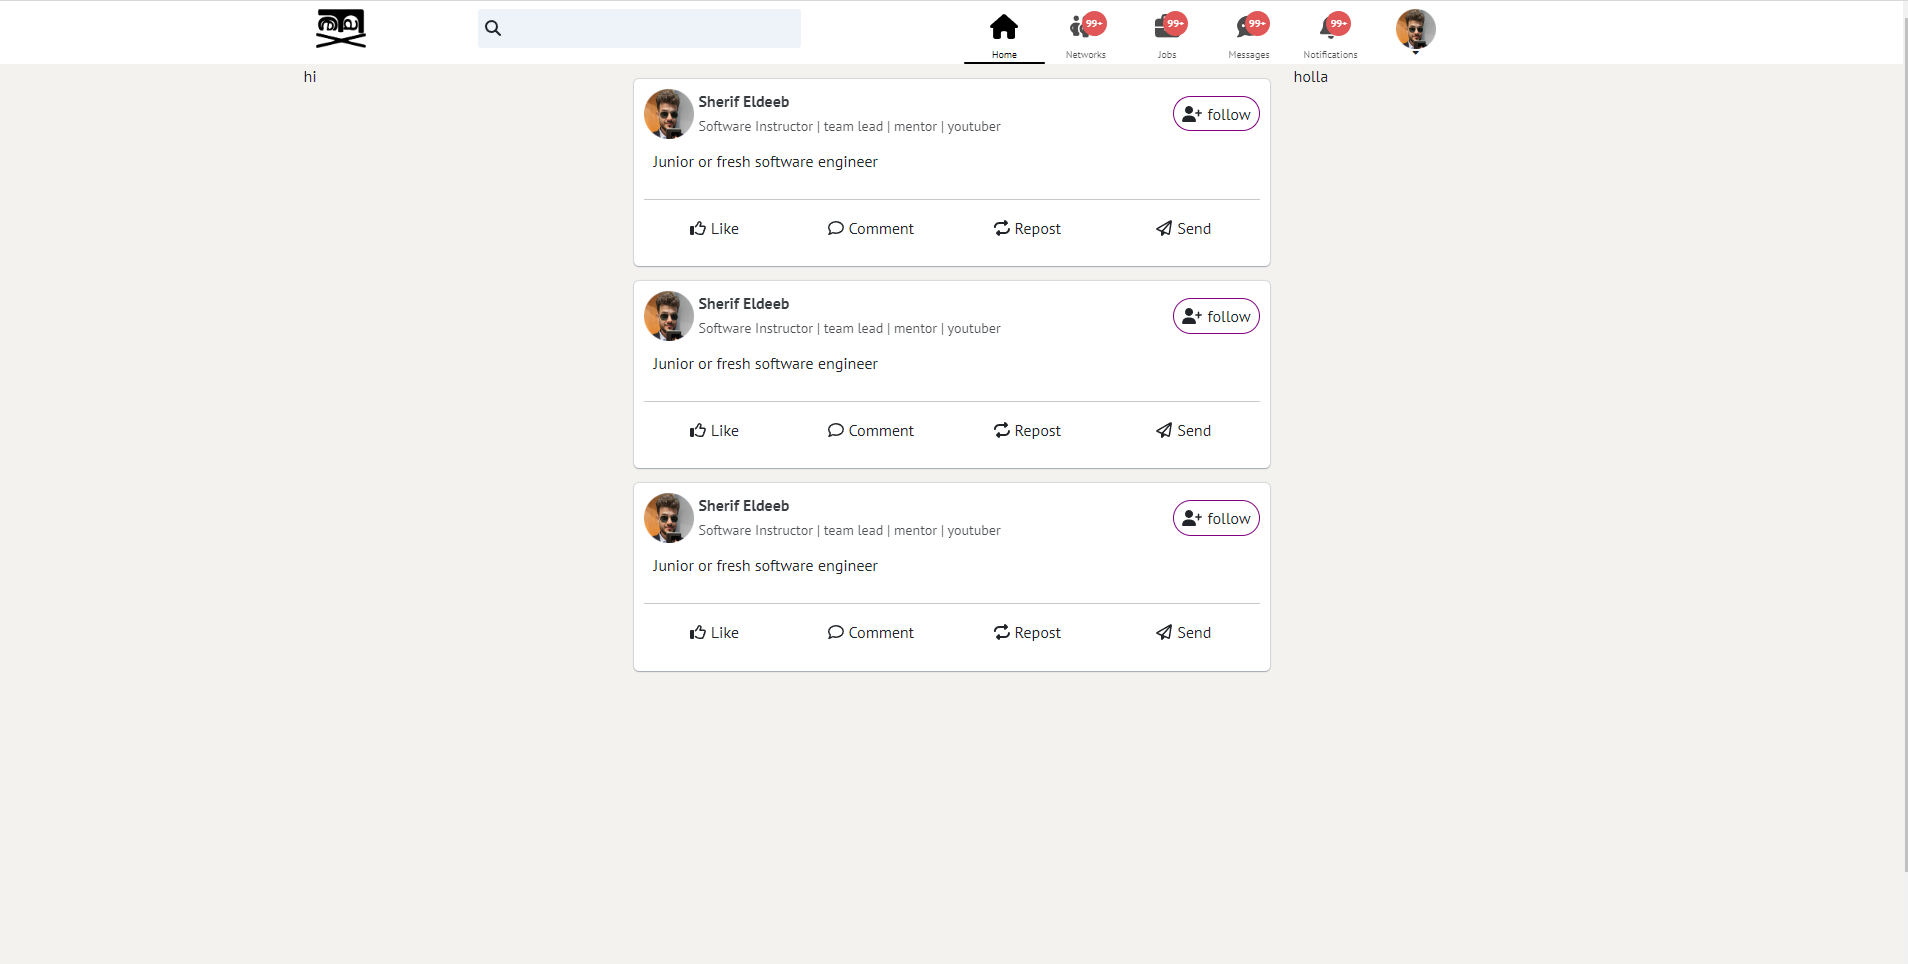 തല
Home
99+
Networks
99+
Jobs
99+
Messages
99+
Notifications
hi
Sherif Eldeeb
Software Instructor | team lead | mentor | youtuber
follow
Junior or fresh software engineer
Like Comment Repost Send
Sherif Eldeeb
Software Instructor | team lead | mentor | youtuber
follow
Junior or fresh software engineer
Like Comment Repost Send
Sherif Eldeeb
Software Instructor | team lead | mentor | youtuber
follow
Junior or fresh software engineer
Like Comment Repost Send
holla